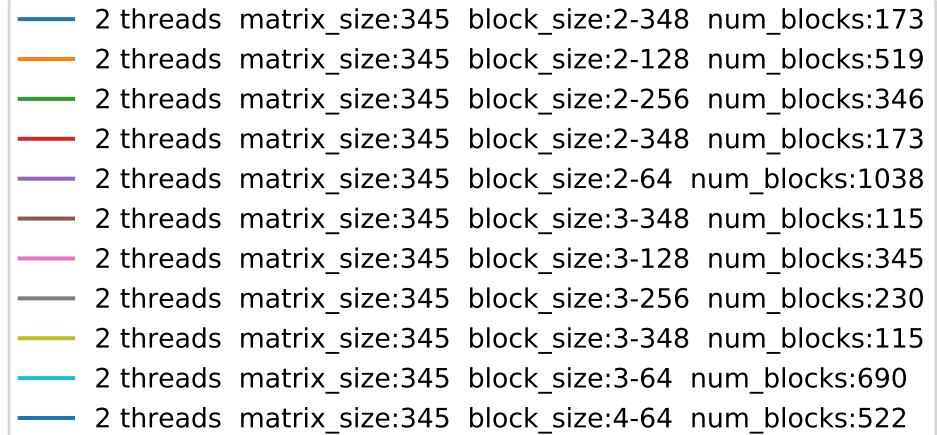 2 threads  matrix_size:345  block_size:2-348  num_blocks:173
2 threads  matrix_size:345  block_size:2-128  num_blocks:519
2 threads  matrix_size:345  block_size:2-256  num_blocks:346
2 threads  matrix_size:345  block_size:2-348  num_blocks:173
2 threads  matrix_size:345  block_size:2-64  num_blocks:1038
2 threads  matrix_size:345  block_size:3-348  num_blocks:115
2 threads  matrix_size:345  block_size:3-128  num_blocks:345
2 threads  matrix_size:345  block_size:3-256  num_blocks:230
2 threads  matrix_size:345  block_size:3-348  num_blocks:115
2 threads  matrix_size:345  block_size:3-64  num_blocks:690
2 threads  matrix_size:345  block_size:4-64  num_blocks:522